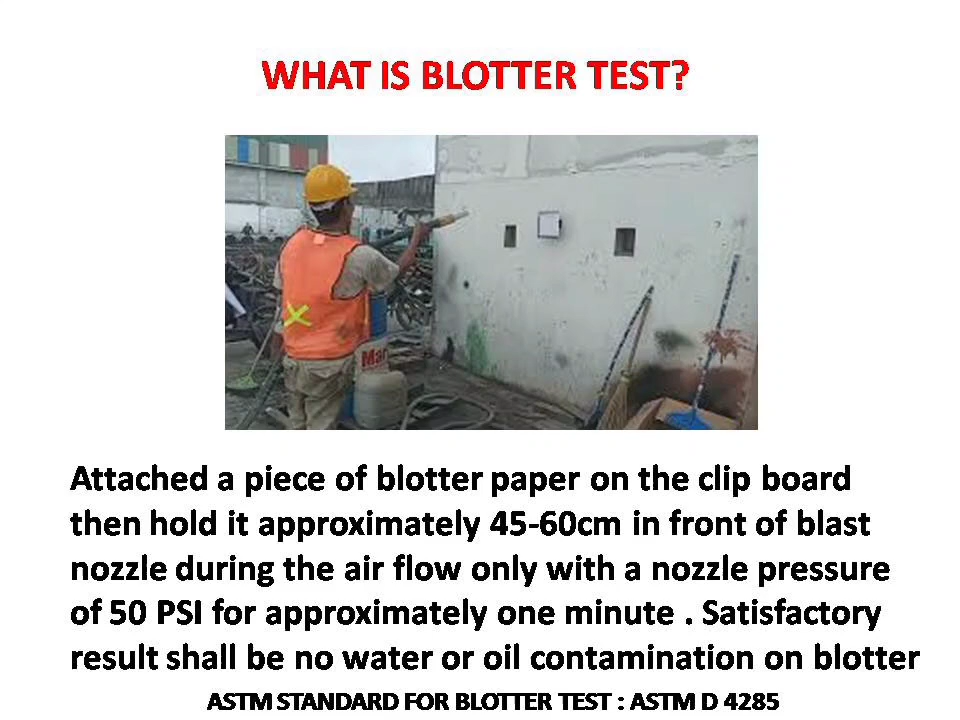 WHAT IS BLOTTER TEST?
Mar
Attached a piece of blotter paper on the clip board
then hold it approximately 45-60cm in front of blast
nozzle during the air flow only with a nozzle pressure
of 50 PSI for approximately one minute . Satisfactory
result shall be no water or oil contamination on blotter
ASTM STANDARD FOR BLOTTER TEST : ASTM D 4285